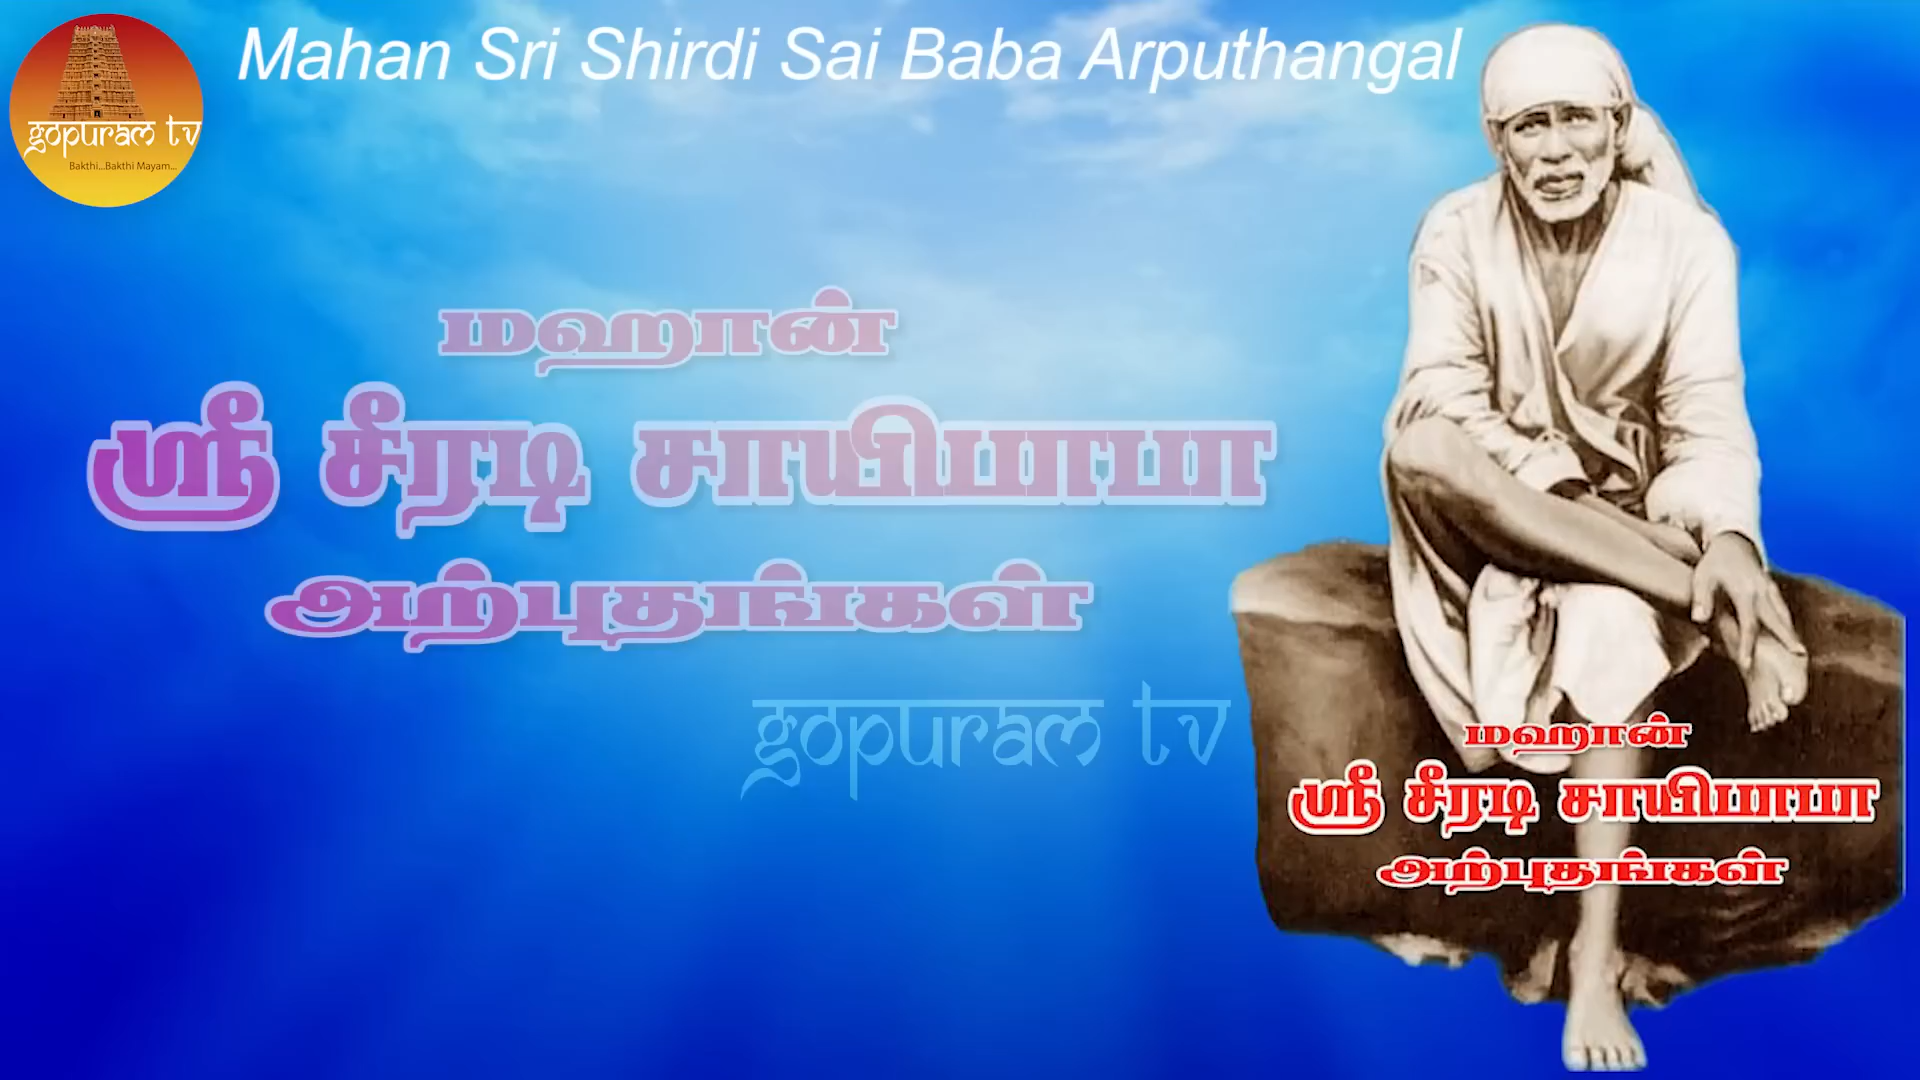 Mahan Sri Shirdi Sai Baba Arputhangal
gopuram tv
Bakthi...Bakthi Mayam...
மஹான்
ஸ்ரீ சீரடி சாயிபாபா
அற்புதங்கள்
gopuram tv
மஹான்
ஸ்ரீ சீரடி சாயிபாபா
அற்புதங்கள்